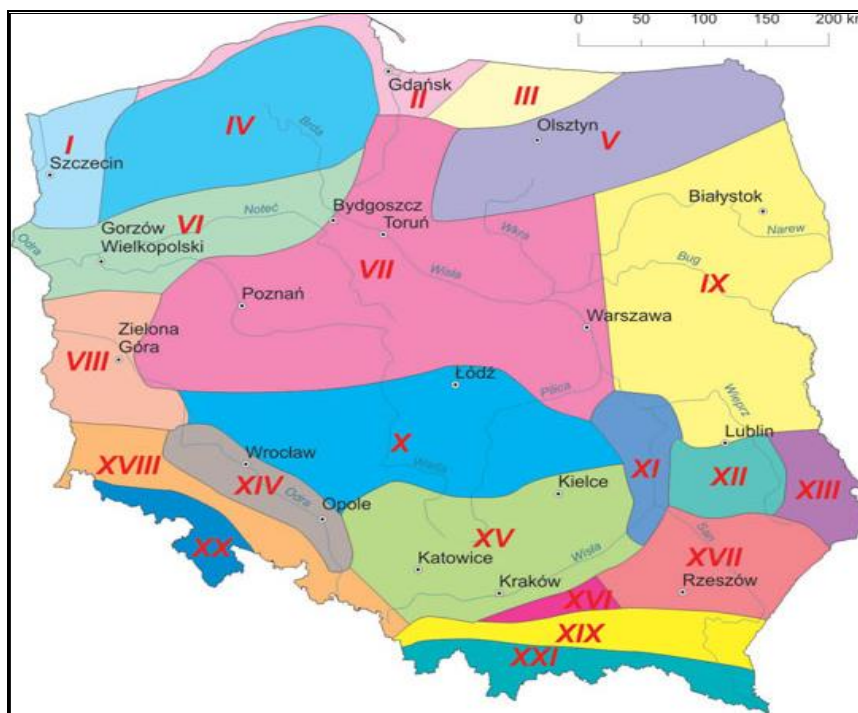 0 50 100 150 200 km
Gdańsk
II
III
I
IV
Brda
Olsztyn
V
Szczecin
Białystok
Bydgoszcz
Toruń
Gorzów
Wielkopolski
VI
Noteć
Odra
Wkra
Narew
VII
Wisła
Bug
IX
Poznań
Warszawa
Zielona
Góra
VIII
Łódź
Pilica
Wieprz
Lublin
X
Warta
XI
XII
XIII
XVIII
Wrocław
XIV
Odra
Opole
Kielce
XV
XX
Katowice
Wisła
Kraków
San
XVII
Rzeszów
XVI
XIX
XXI